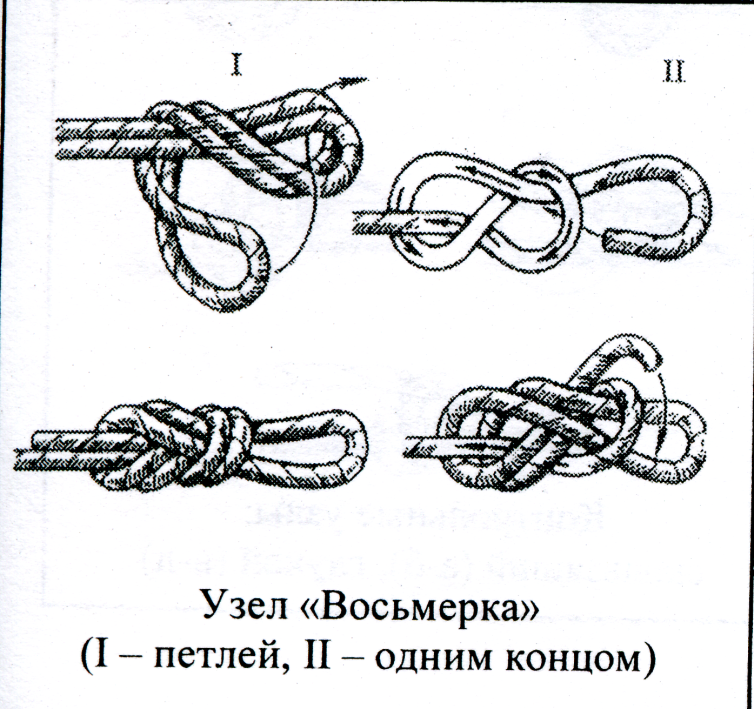 I
II
Узел «Восьмерка»
(I – петлей, II – одним концом)